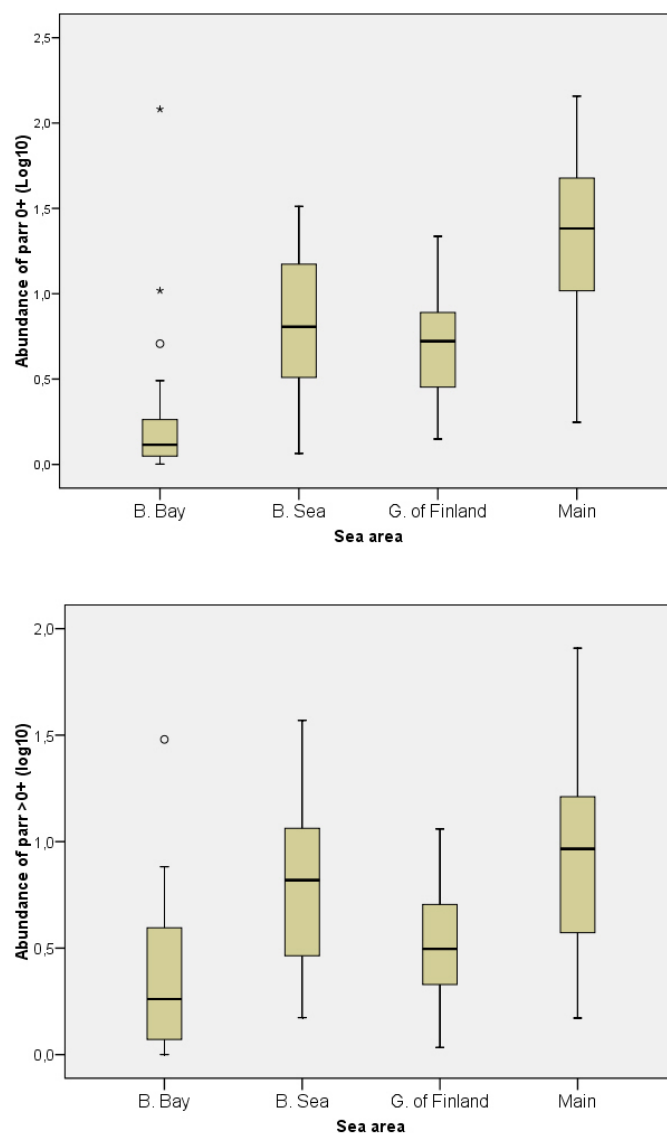 Abundance of parr 0+ (Log10)
2,5
2,0
1,5
1,0
0,5
0,0
B. Bay B. Sea G. of Finland Main
Sea area
Abundance of parr >0+ (log10)
2,0
1,5
1,0
0,5
0,0
B. Bay B. Sea G. of Finland Main
Sea area